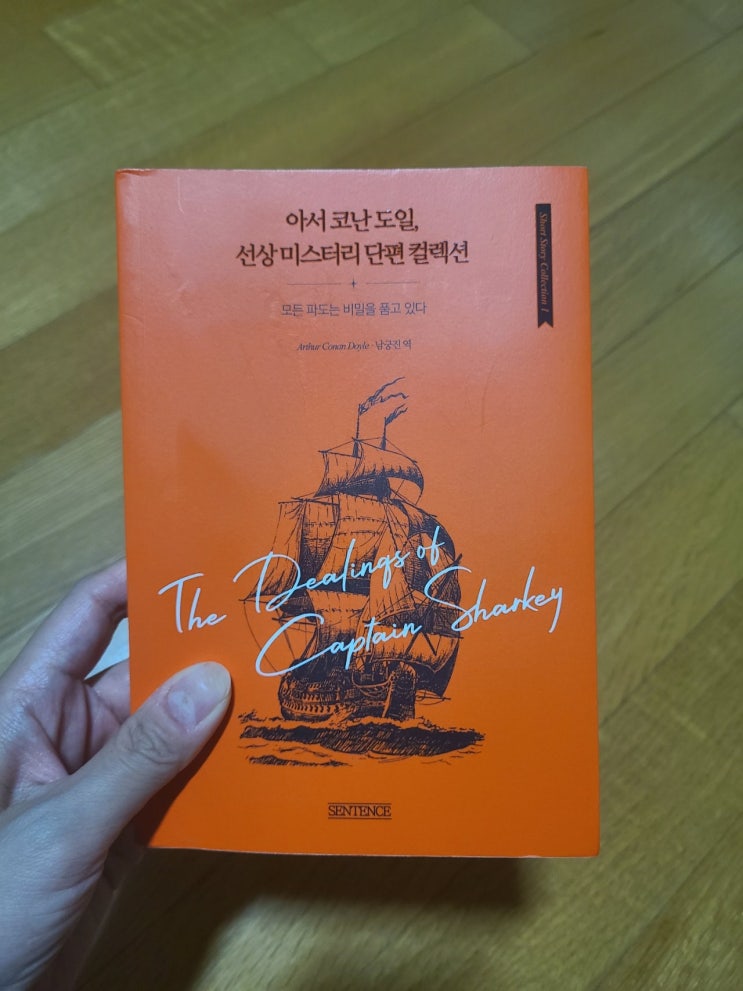 아서 코난 도일,
선상 미스터리 단편 컬렉션
모든 파도는 비밀을 품고 있다
Arthur Conan Doyle · 남궁진 역
Short Story Collection 1
The Dealings of
Captain Sharkey
SENTENCE